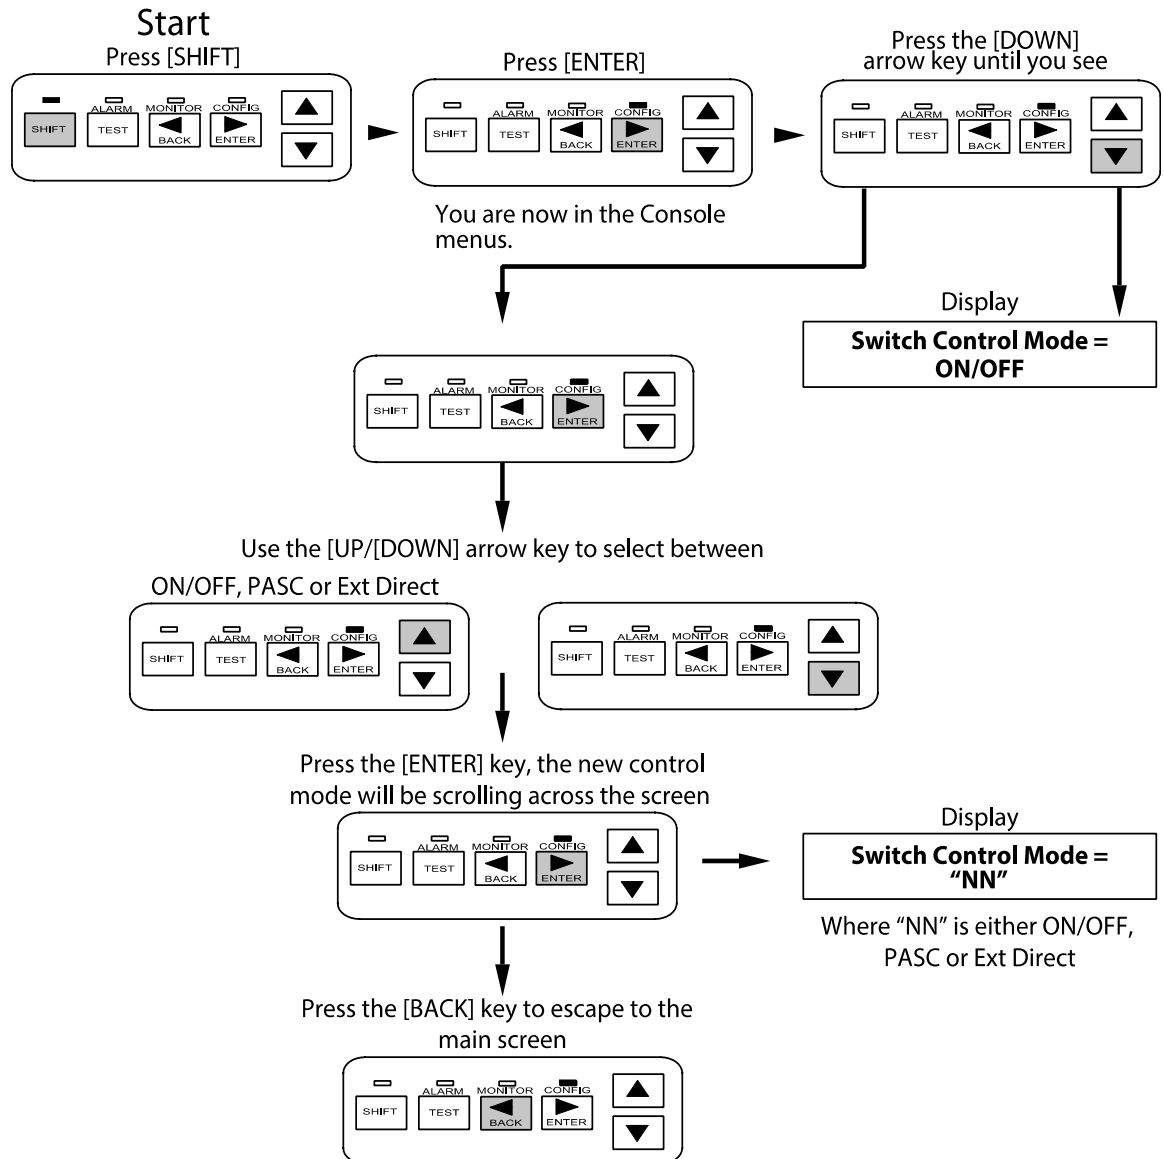 Start
Press [SHIFT]
ALARM MONITOR CONFIG
SHIFT TEST BACK ENTER
Press [ENTER]
ALARM MONITOR CONFIG
SHIFT TEST BACK ENTER
You are now in the Console
menus.
Press the [DOWN]
arrow key until you see
ALARM MONITOR CONFIG
SHIFT TEST BACK ENTER
Display
Switch Control Mode =
ON/OFF
ALARM MONITOR CONFIG
SHIFT TEST BACK ENTER
Use the [UP/[DOWN] arrow key to select between
ON/OFF, PASC or Ext Direct
ALARM MONITOR CONFIG
SHIFT TEST BACK ENTER
ALARM MONITOR CONFIG
SHIFT TEST BACK ENTER
Press the [ENTER] key, the new control
mode will be scrolling across the screen
ALARM MONITOR CONFIG
SHIFT TEST BACK ENTER
Display
Switch Control Mode =
“NN”
Where “NN” is either ON/OFF,
PASC or Ext Direct
Press the [BACK] key to escape to the
main screen
ALARM MONITOR CONFIG
SHIFT TEST BACK ENTER